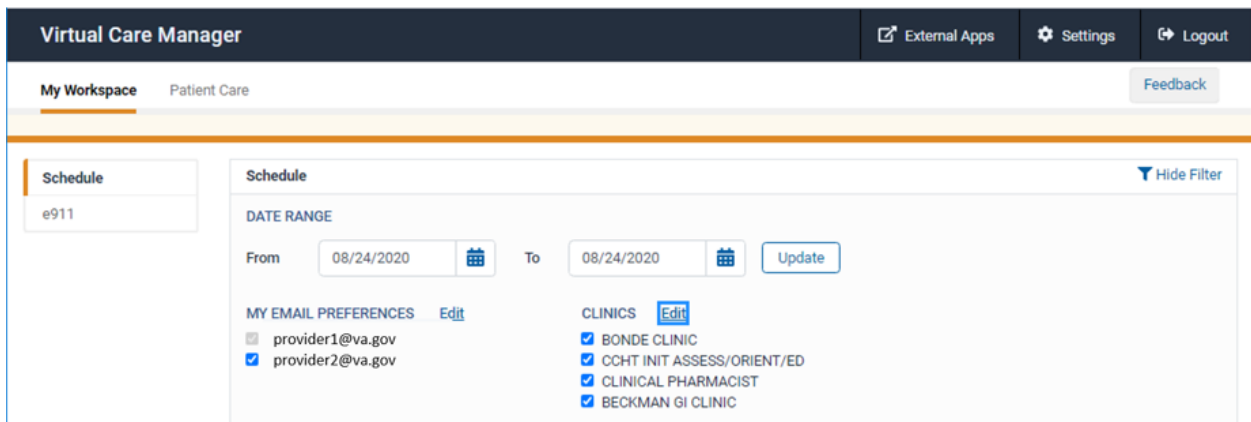 Virtual Care Manager External Apps Settings Logout
My Workspace Patient Care Feedback
Schedule
e911
Schedule Hide Filter
DATE RANGE
From 08/24/2020 To 08/24/2020 Update
MY EMAIL PREFERENCES Edit
provider1@va.gov
provider2@va.gov
CLINICS Edit
BONDE CLINIC
CCHT INIT ASSESS/ORIENT/ED
CLINICAL PHARMACIST
BECKMAN GI CLINIC